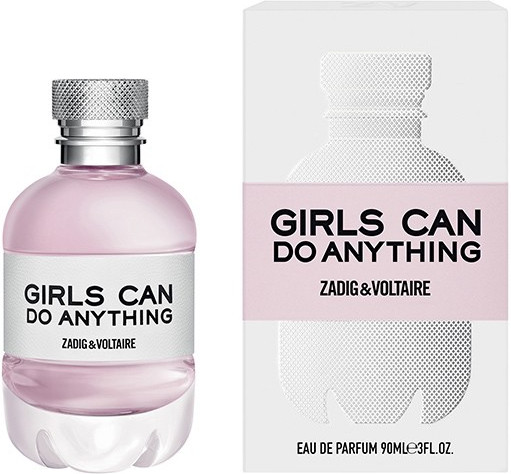 GIRLS CAN
DO ANYTHING
ZADIG&VOLTAIRE
GIRLS CAN
DO ANYTHING
ZADIG&VOLTAIRE
EAU DE PARFUM 90ML℮3FL.OZ.